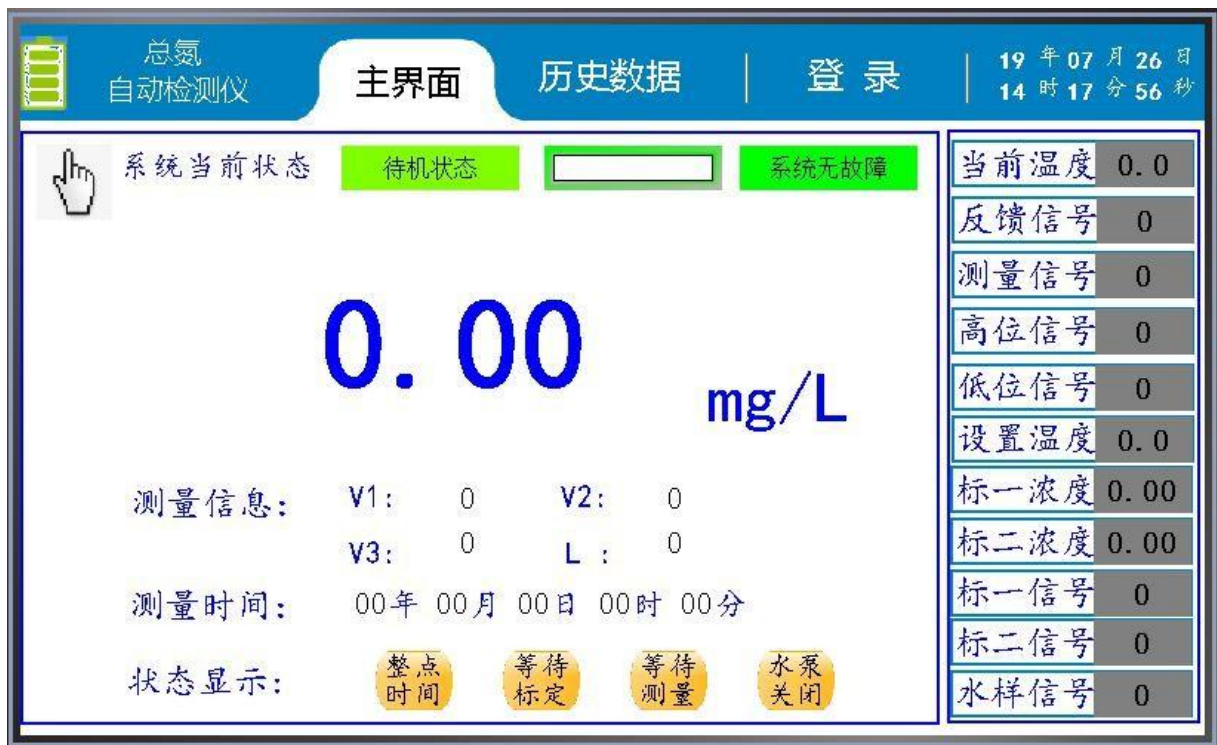 总氮
自动检测仪
主界面
历史数据
登 录
19 年 07 月 26 日
14 时 17 分 56 秒
系统当前状态
待机状态
系统无故障
0.00 mg/L
测量信息:
V1: 0 V2: 0
V3: 0 L : 0
测量时间: 00年 00月 00日 00时 00分
状态显示:
整点
时间
等待
标定
等待
测量
水泵
关闭
当前温度 0.0
反馈信号 0
测量信号 0
高位信号 0
低位信号 0
设置温度 0.0
标一浓度 0.00
标二浓度 0.00
标一信号 0
标二信号 0
水样信号 0